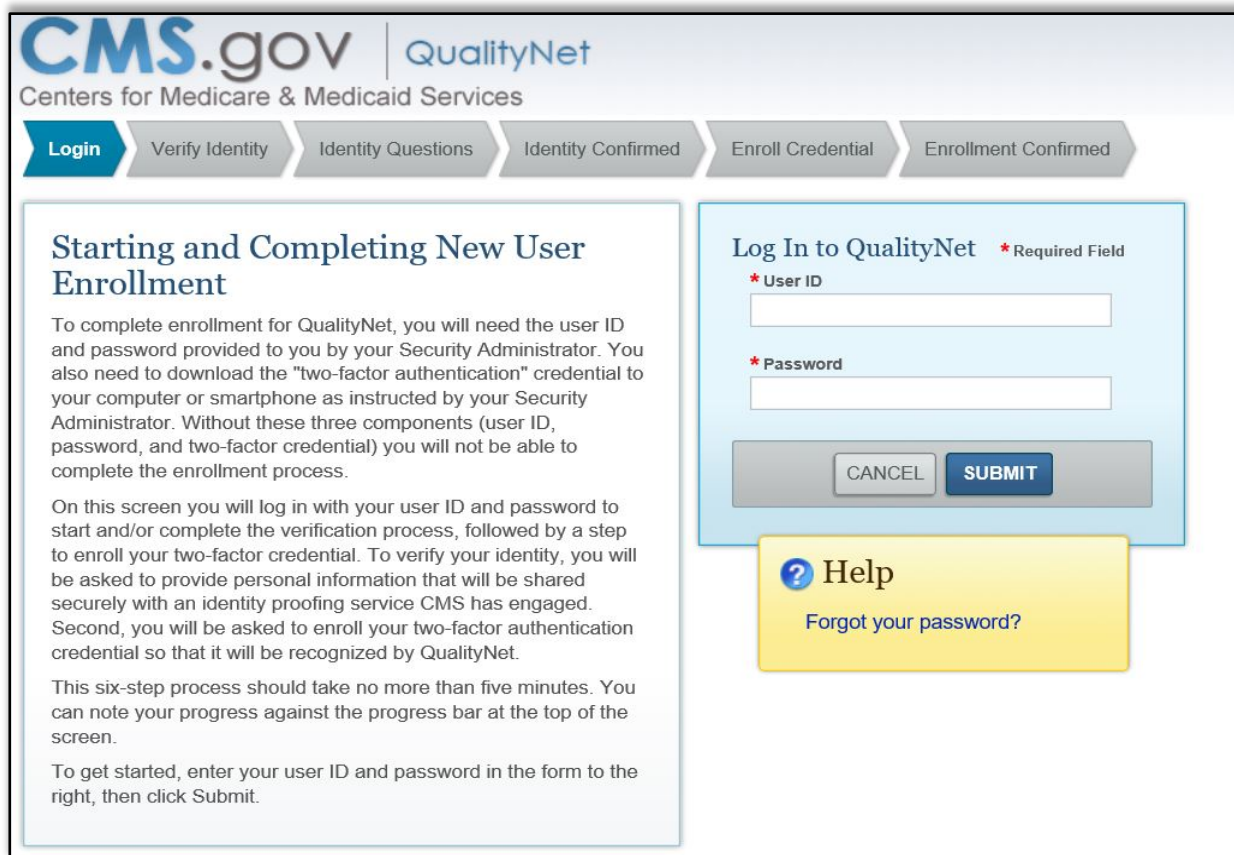 CMS.gov QualityNet
Centers for Medicare & Medicaid Services
Login Verify Identity Identity Questions Identity Confirmed Enroll Credential Enrollment Confirmed
Starting and Completing New User
Enrollment
To complete enrollment for QualityNet, you will need the user ID
and password provided to you by your Security Administrator. You
also need to download the "two-factor authentication" credential to
your computer or smartphone as instructed by your Security
Administrator. Without these three components (user ID,
password, and two-factor credential) you will not be able to
complete the enrollment process.
On this screen you will log in with your user ID and password to
start and/or complete the verification process, followed by a step
to enroll your two-factor credential. To verify your identity, you will
be asked to provide personal information that will be shared
securely with an identity proofing service CMS has engaged.
Second, you will be asked to enroll your two-factor authentication
credential so that it will be recognized by QualityNet.
This six-step process should take no more than five minutes. You
can note your progress against the progress bar at the top of the
screen.
To get started, enter your user ID and password in the form to the
right, then click Submit.
Log In to QualityNet * Required Field
* User ID
* Password
CANCEL SUBMIT
? Help
Forgot your password?